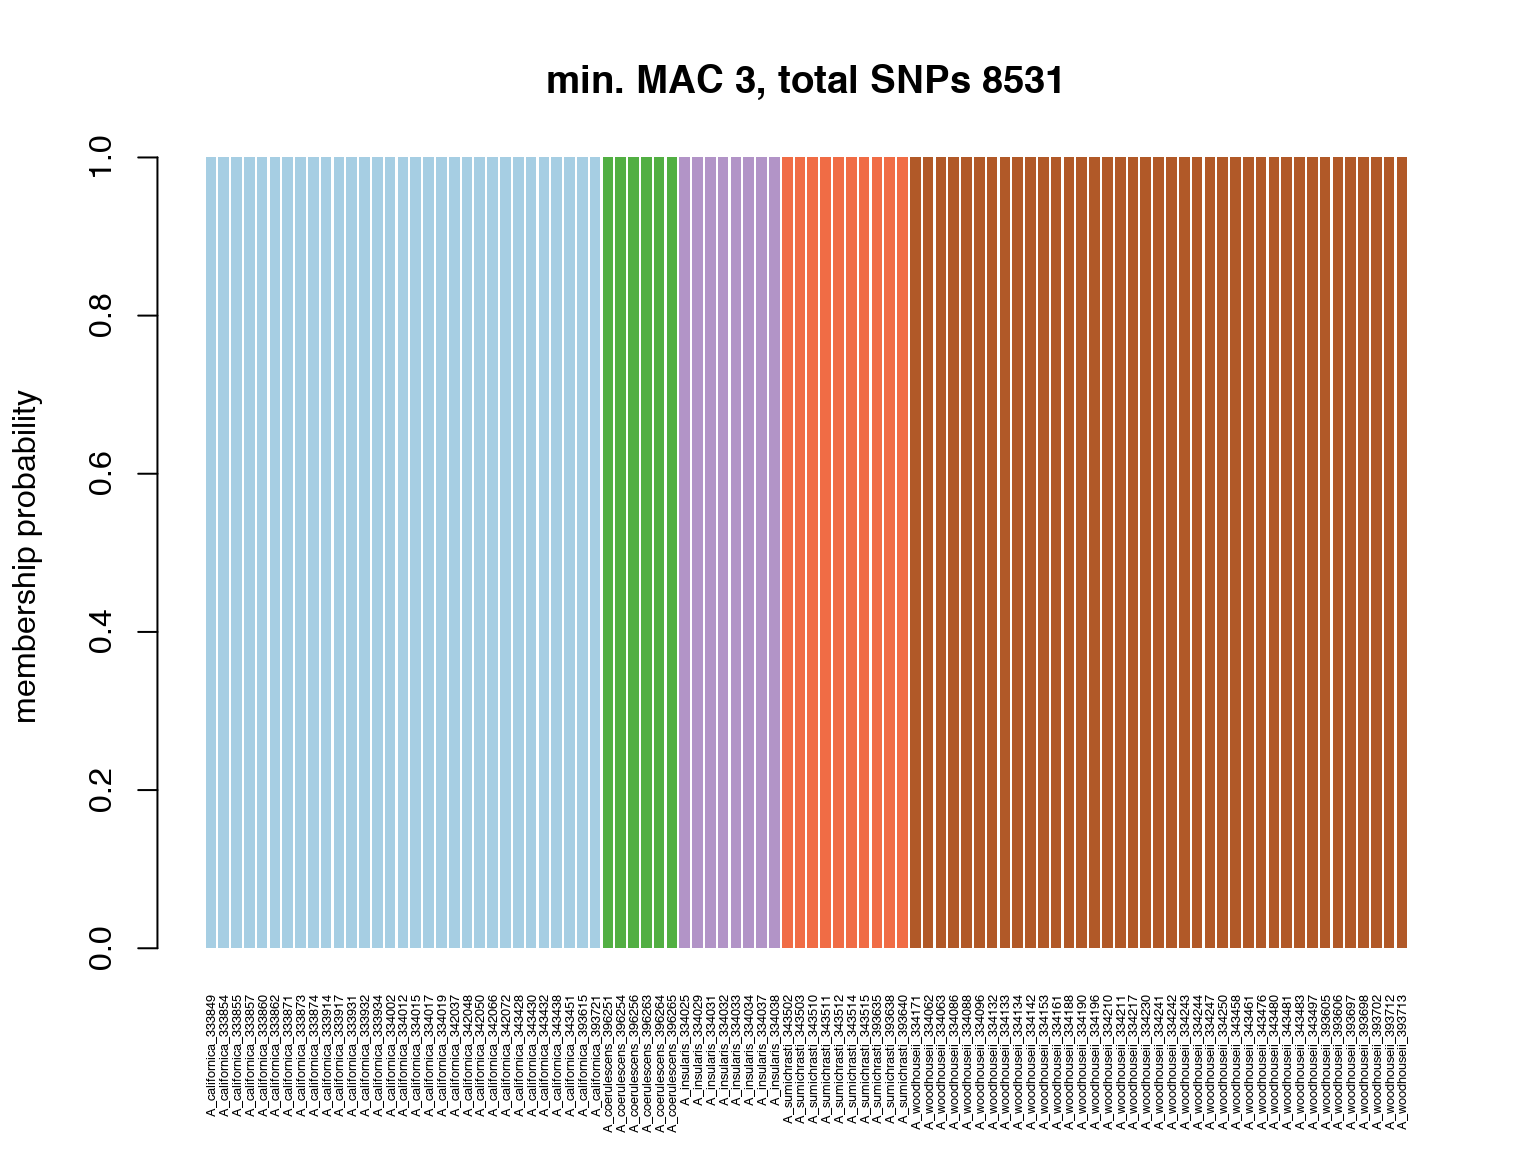 min. MAC 3, total SNPs 8531
membership probability
1.0
0.8
0.6
0.4
0.2
0.0
A_californica_333849
A_californica_333854
A_californica_333855
A_californica_333857
A_californica_333860
A_californica_333862
A_californica_333871
A_californica_333873
A_californica_333874
A_californica_333914
A_californica_333917
A_californica_333931
A_californica_333932
A_californica_333934
A_californica_334002
A_californica_334012
A_californica_334015
A_californica_334017
A_californica_334019
A_californica_342037
A_californica_342048
A_californica_342050
A_californica_342066
A_californica_342072
A_californica_343428
A_californica_343430
A_californica_343432
A_californica_343438
A_californica_343451
A_californica_393615
A_californica_393721
A_coerulescens_396251
A_coerulescens_396254
A_coerulescens_396256
A_coerulescens_396263
A_coerulescens_396264
A_coerulescens_396265
A_insularis_334025
A_insularis_334029
A_insularis_334031
A_insularis_334032
A_insularis_334033
A_insularis_334034
A_insularis_334037
A_insularis_334038
A_sumichrasti_343502
A_sumichrasti_343503
A_sumichrasti_343510
A_sumichrasti_343511
A_sumichrasti_343512
A_sumichrasti_343514
A_sumichrasti_343515
A_sumichrasti_393635
A_sumichrasti_393638
A_sumichrasti_393640
A_woodhouseii_334171
A_woodhouseii_334062
A_woodhouseii_334063
A_woodhouseii_334086
A_woodhouseii_334088
A_woodhouseii_334096
A_woodhouseii_334132
A_woodhouseii_334133
A_woodhouseii_334134
A_woodhouseii_334142
A_woodhouseii_334153
A_woodhouseii_334161
A_woodhouseii_334188
A_woodhouseii_334190
A_woodhouseii_334196
A_woodhouseii_334210
A_woodhouseii_334211
A_woodhouseii_334217
A_woodhouseii_334230
A_woodhouseii_334241
A_woodhouseii_334242
A_woodhouseii_334243
A_woodhouseii_334244
A_woodhouseii_334247
A_woodhouseii_334250
A_woodhouseii_343458
A_woodhouseii_343461
A_woodhouseii_343476
A_woodhouseii_343480
A_woodhouseii_343481
A_woodhouseii_343483
A_woodhouseii_343497
A_woodhouseii_393605
A_woodhouseii_393606
A_woodhouseii_393697
A_woodhouseii_393698
A_woodhouseii_393702
A_woodhouseii_393712
A_woodhouseii_393713